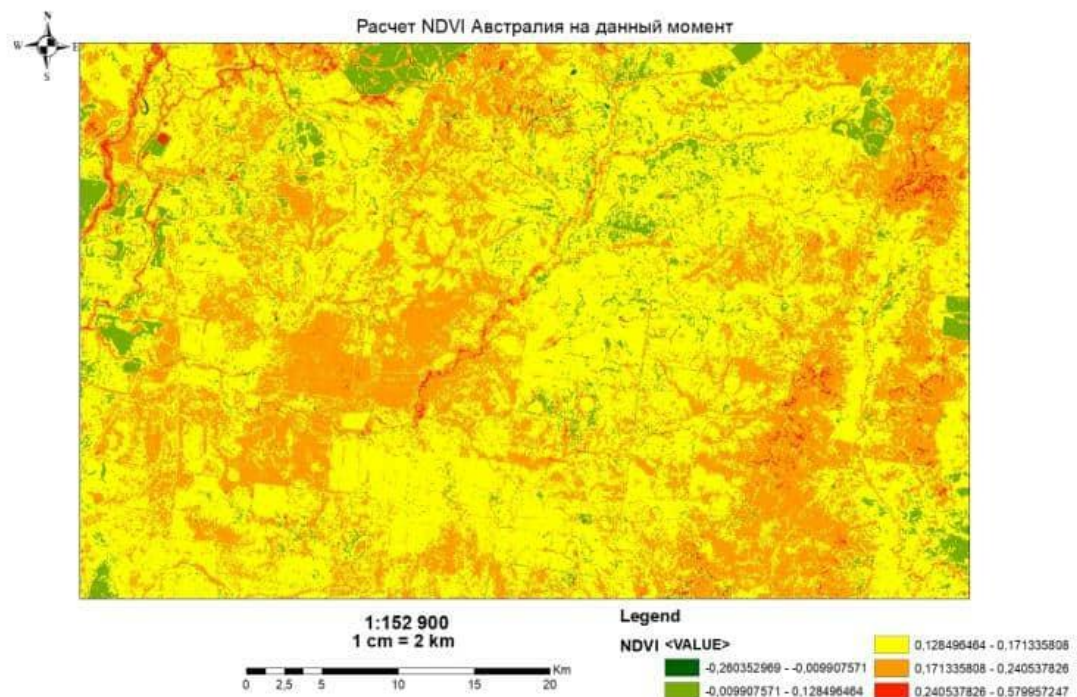 Расчет NDVI Австралия на данный момент
N
W E
S
1:152 900
1 cm = 2 km
Km
0 2,5 5 10 15 20
Legend
NDVI <VALUE>
-0,260352969 - -0,009907571
-0,009907571 - 0,128496464
0,128496464 - 0,171335808
0,171335808 - 0,240537826
0,240537826 - 0,579957247